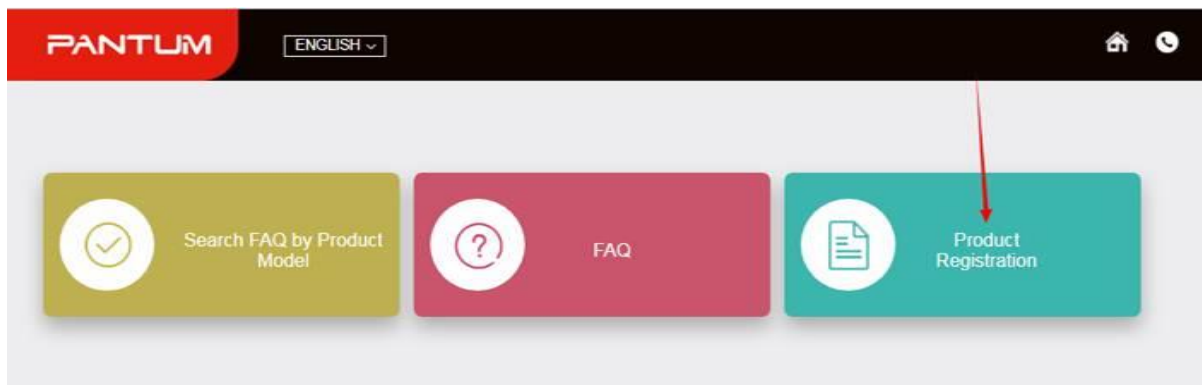 PANTUM
ENGLISH
Search FAQ by Product
Model
?
FAQ
Product
Registration